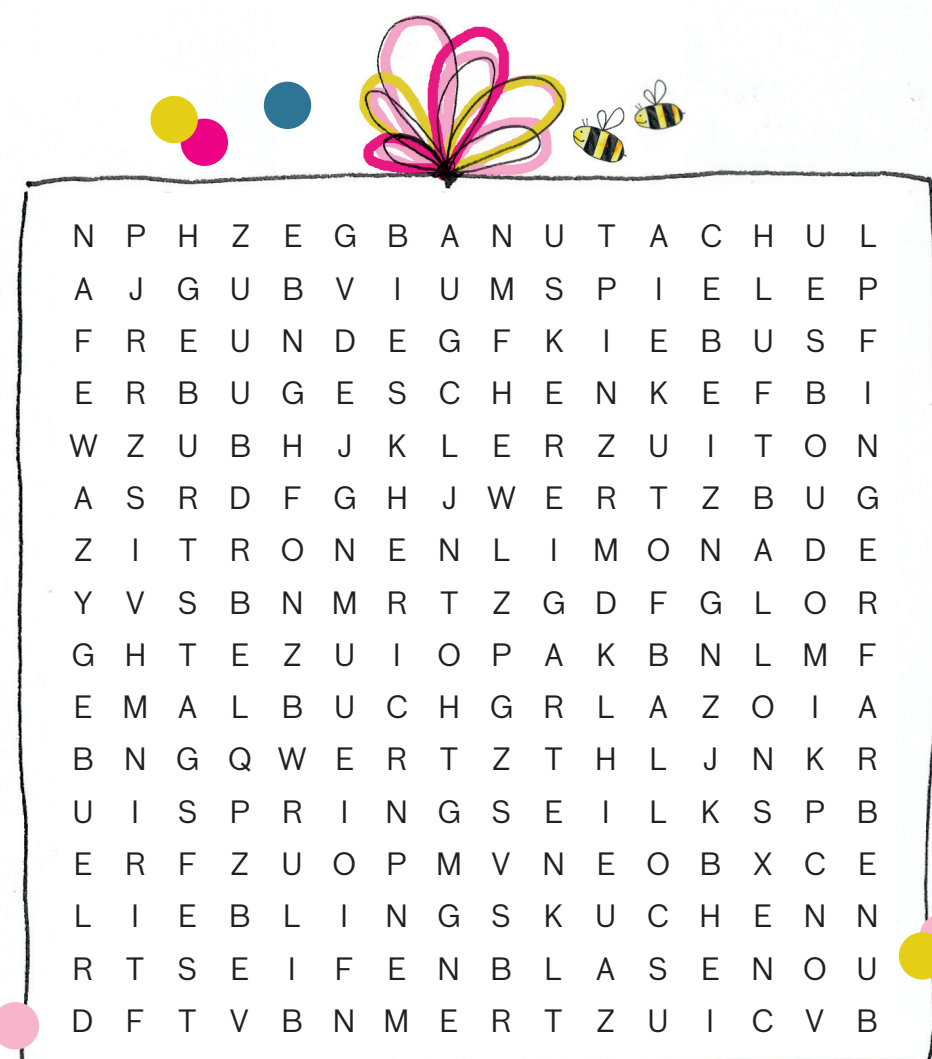 N P H Z E G B A N U T A C H U L
A J G U B V I U M S P I E L E P
F R E U N D E G F K I E B U S F
E R B U G E S C H E N K E F B I
W Z U B H J K L E R Z U I T O N
A S R D F G H J W E R T Z B U G
Z I T R O N E N L I M O N A D E
Y V S B N M R T Z G D F G L O R
G H T E Z U I O P A K B N L M F
E M A L B U C H G R L A Z O I A
B N G Q W E R T Z T H L J N K R
U I S P R I N G S E I L K S P B
E R F Z U O P M V N E O B X C E
L I E B L I N G S K U C H E N N
R T S E I F E N B L A S E N O U
D F T V B N M E R T Z U I C V B